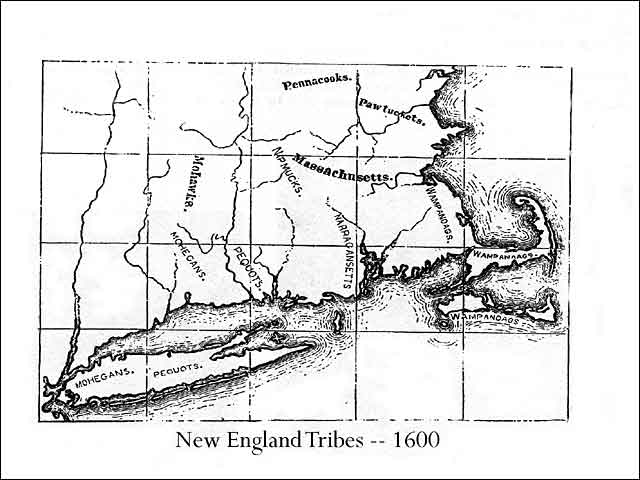 Pennacooks.
Pawtuckets.
Mohawks.
NIPMUCKS.
Massachusetts.
WAMPANOAGS.
NARRAGANSETTS
MOHEGANS.
PEQUOTS.
WAMPANOAGS.
WAMPANOAGS
MOHEGANS. PEQUOTS.
New England Tribes -- 1600